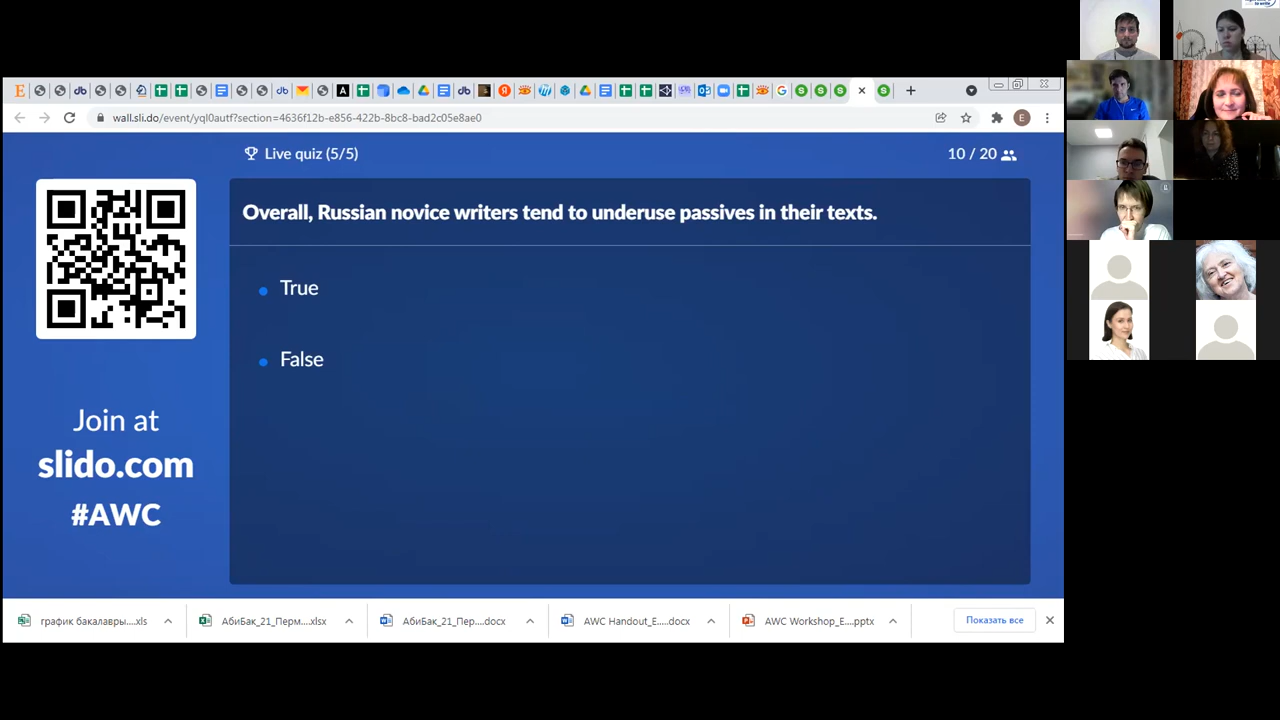 to write
wall.sli.do/event/yql0autf?section=4636f12b-e856-422b-8bc8-bad2c05e8ae0
Live quiz (5/5)
10 / 20
Overall, Russian novice writers tend to underuse passives in their texts.
True
False
Join at
slido.com
#AWC
график бакалавры....xls
АбиБак_21_Перм....xlsx
АбиБак_21_Пер....docx
AWC Handout_E.....docx
AWC Workshop_E....pptx
Показать все